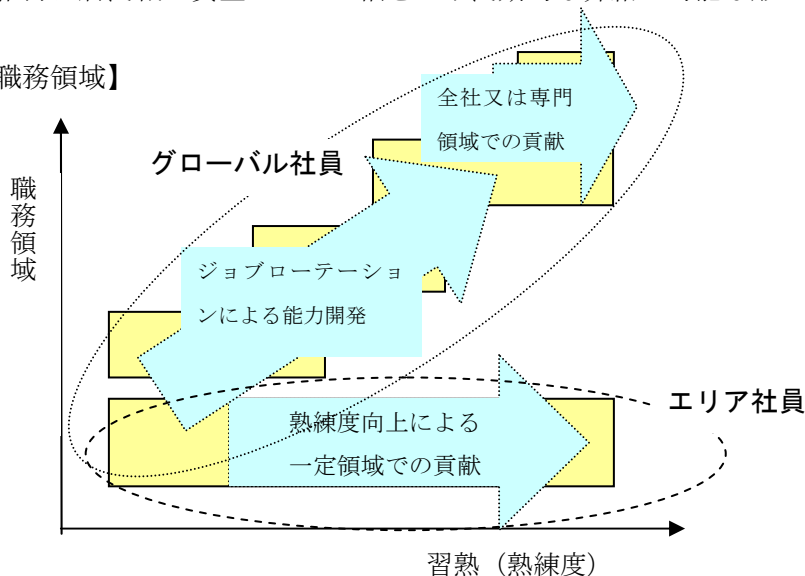 職務領域】
全社又は専門
領域での貢献
グローバル社員
職務領域
ジョブローテーショ
ンによる能力開発
エリア社員
熟練度向上による
一定領域での貢献
習熟（熟練度）